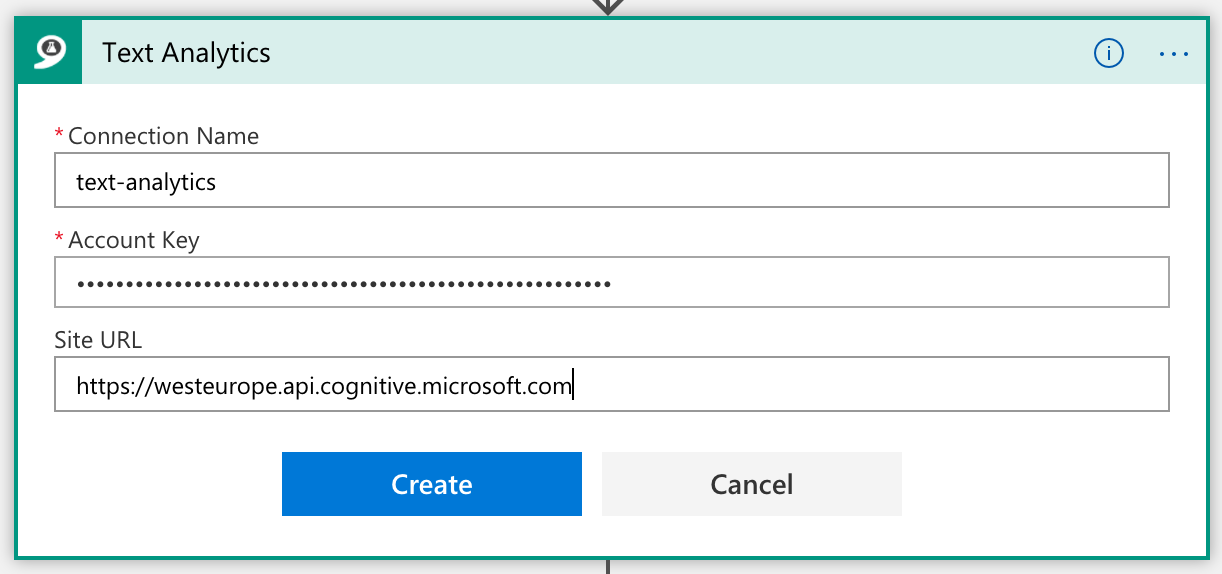 Text Analytics
* Connection Name
text-analytics
* Account Key
•••••••••••••••••••••••••••••••••••••••••••••••••••••••
Site URL
https://westeurope.api.cognitive.microsoft.com
Create
Cancel